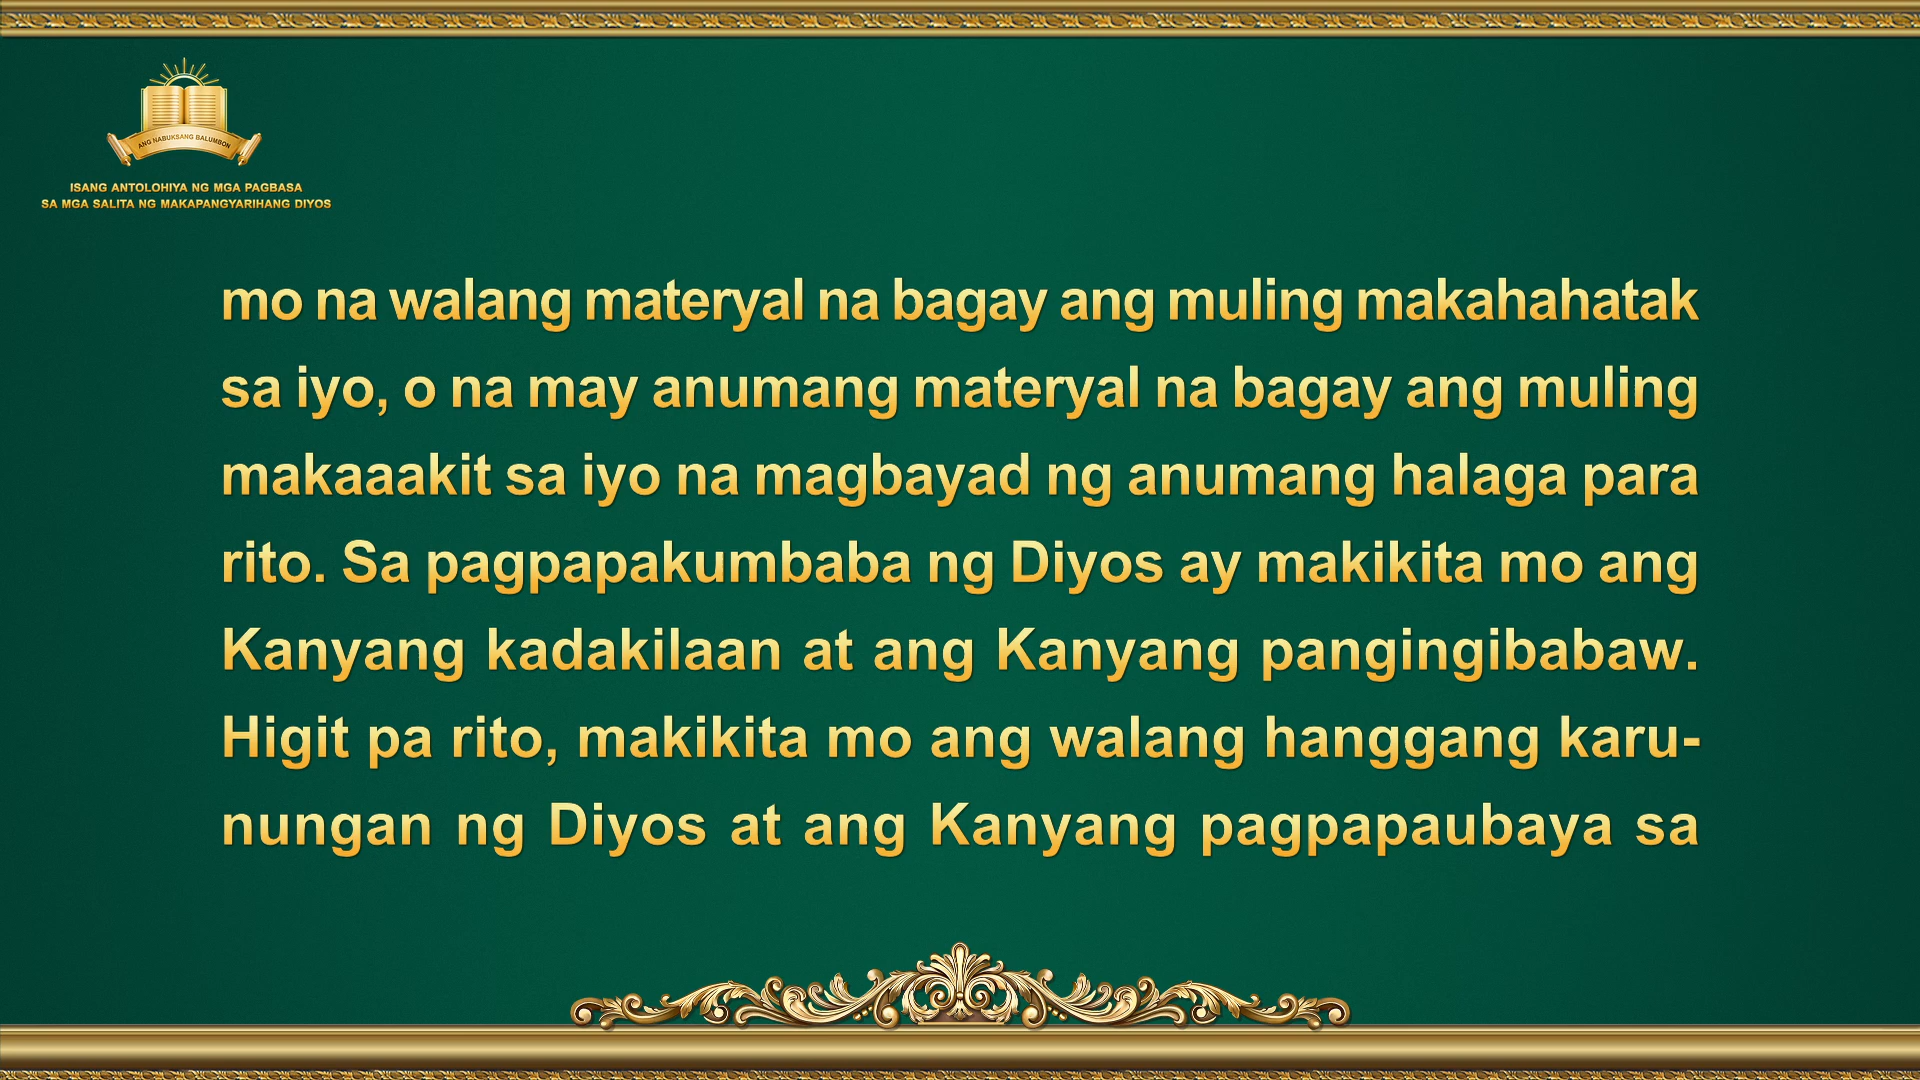 ANG NABUKSANG BALUMBON
ISANG ANTOLOHIYA NG MGA PAGBASA
SA MGA SALITA NG MAKAPANGYARIHANG DIYOS
mo na walang materyal na bagay ang muling makahahatak
sa iyo, o na may anumang materyal na bagay ang muling
makaaakit sa iyo na magbayad ng anumang halaga para
rito. Sa pagpapakumbaba ng Diyos ay makikita mo ang
Kanyang kadakilaan at ang Kanyang pangingibabaw.
Higit pa rito, makikita mo ang walang hanggang karu-
nungan ng Diyos at ang Kanyang pagpapaubaya sa